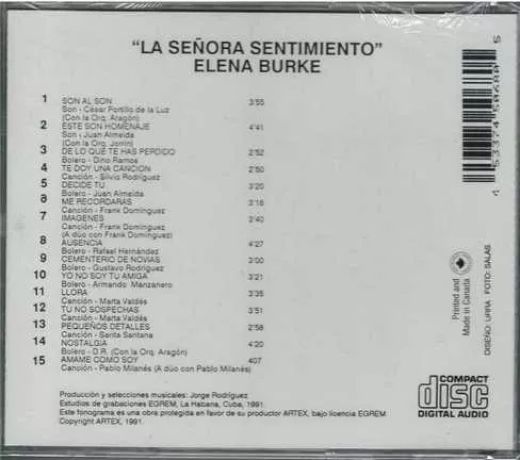 "LA SEÑORA SENTIMIENTO"
ELENA BURKE
1 SON AL SON 3'55
Son - César Portillo de la Luz
(Con la Orq. Aragón)
2 ESTE SON HOMENAJE 4'41
Son - Juan Almeida
(Con la Orq. Jorrín)
3 DE LO QUE TE HAS PERDIDO 2'52
Bolero - Dino Ramos
4 TE DOY UNA CANCION 2'50
Canción - Silvio Rodríguez
5 DECIDE TU 3'20
Bolero - Juan Almeida
6 ME RECORDARAS 3'16
Canción - Frank Domínguez
7 IMAGENES 3'40
Canción - Frank Domínguez
(A dúo con Frank Domínguez)
8 AUSENCIA 4'27
Bolero - Rafael Hernández
9 CEMENTERIO DE NOVIAS 3'00
Bolero - Gustavo Rodríguez
10 YO NO SOY TU AMIGA 3'21
Bolero - Armando Manzanero
11 LLORA 3'35
Canción - Marta Valdés
12 TU NO SOSPECHAS 3'51
Canción - Marta Valdés
13 PEQUEÑOS DETALLES 2'58
Canción - Senta Santana
14 NOSTALGIA 4'20
Bolero - D.R. (Con la Orq. Aragón)
15 AMAME COMO SOY 407
Canción - Pablo Milanés (A dúo con Pablo Milanés)
Producción y selecciones musicales: Jorge Rodríguez
Estudios de grabaciones EGREM, La Habana, Cuba, 1991.
Este fonograma es una obra protegida en favor de su productor ARTEX, bajo licencia EGREM
Copyright ARTEX, 1991.
Printed and
Made in Canada
DISEÑO: URRA FOTO: SALAS
COMPACT
disc
DIGITAL AUDIO